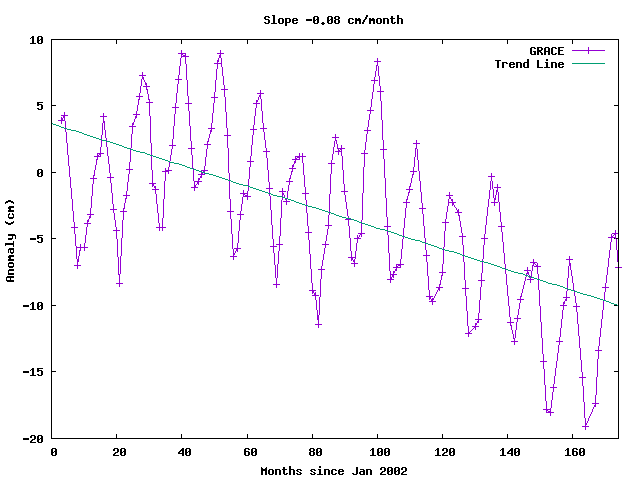 Slope -0.08 cm/month
GRACE
Trend Line
10
5
0
-5
-10
-15
-20
Anomaly (cm)
0 20 40 60 80 100 120 140 160
Months since Jan 2002